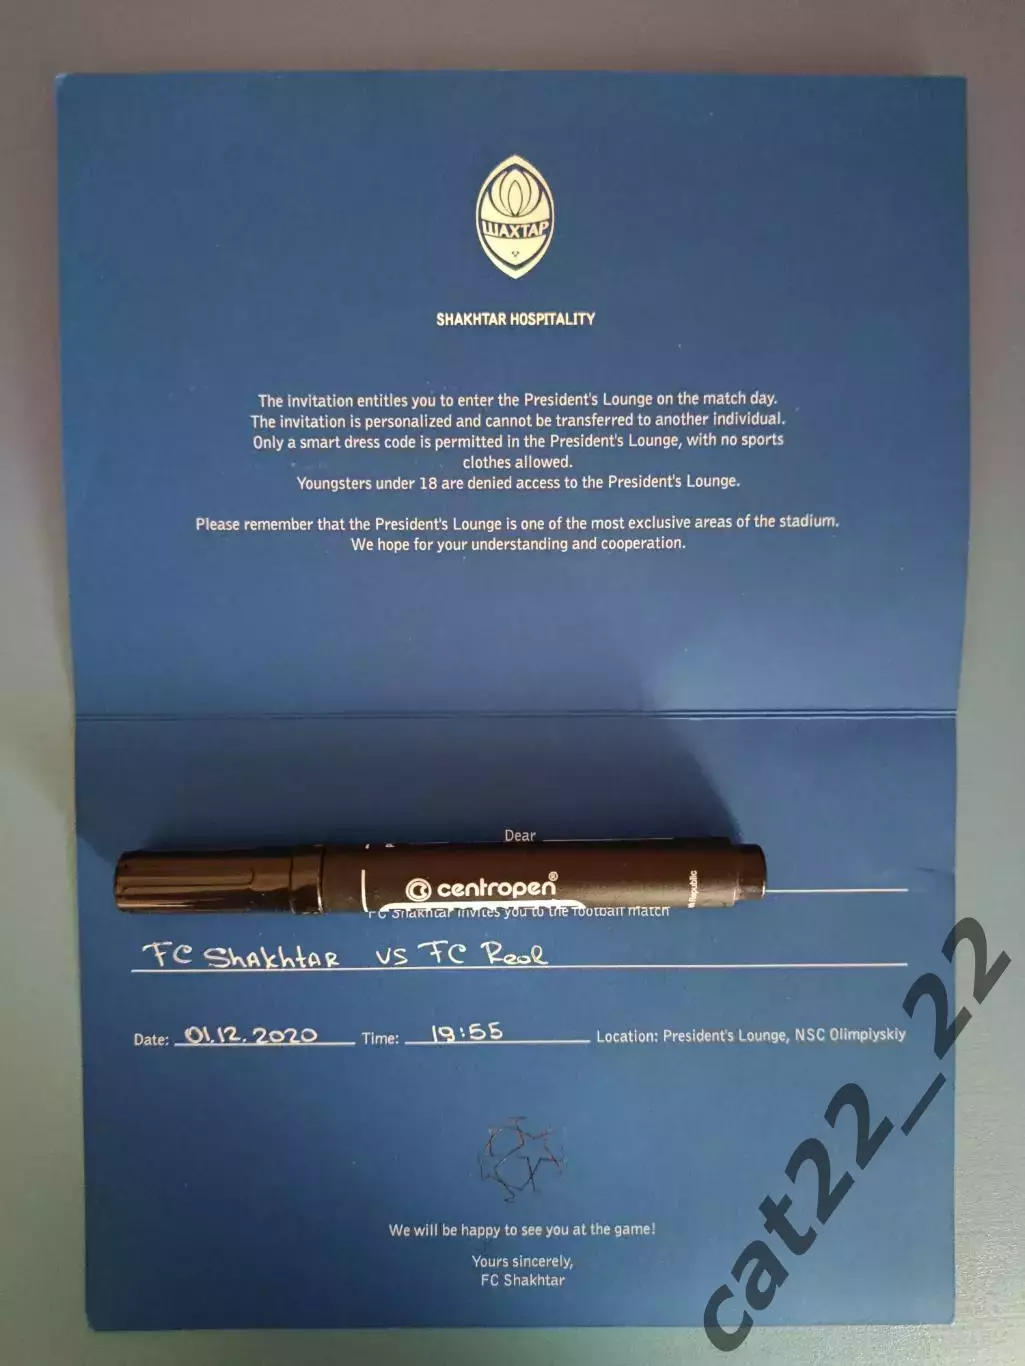 ШАХТАР
SHAKHTAR HOSPITALITY
The invitation entitles you to enter the President's Lounge on the match day.
The invitation is personalized and cannot be transferred to another individual.
Only a smart dress code is permitted in the President's Lounge, with no sports
clothes allowed.
Youngsters under 18 are denied access to the President's Lounge.
Please remember that the President's Lounge is one of the most exclusive areas of the stadium.
We hope for your understanding and cooperation.
Dear
centropen®
Republic
FC Shakhtar invites you to the football match
FC Shakhtar vs FC Real
Date: 01.12.2020 Time: 19:55 Location: President's Lounge, NSC Olimpiyskiy
We will be happy to see you at the game!
Yours sincerely,
FC Shakhtar
cat22_22